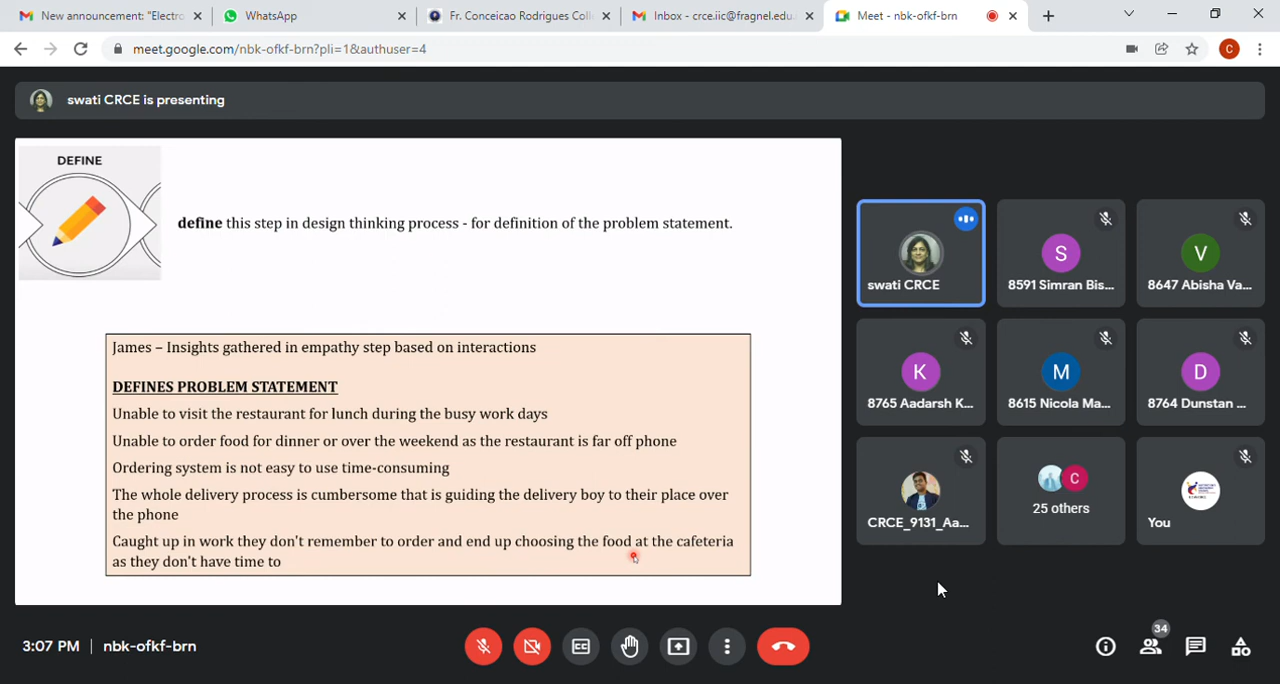 New announcement: "Electro
WhatsApp
Fr. Conceicao Rodrigues Coll
Inbox - crce.iic@fragnel.edu.
Meet - nbk-ofkf-brn
meet.google.com/nbk-ofkf-brn?pli=1&authuser=4
C
swati CRCE is presenting
DEFINE
define this step in design thinking process - for definition of the problem statement.
James – Insights gathered in empathy step based on interactions
DEFINES PROBLEM STATEMENT
Unable to visit the restaurant for lunch during the busy work days
Unable to order food for dinner or over the weekend as the restaurant is far off phone
Ordering system is not easy to use time-consuming
The whole delivery process is cumbersome that is guiding the delivery boy to their place over
the phone
Caught up in work they don't remember to order and end up choosing the food at the cafeteria
as they don't have time to
swati CRCE
S
8591 Simran Bis...
V
8647 Abisha Va...
K
8765 Aadarsh K...
M
8615 Nicola Ma...
D
8764 Dunstan ...
CRCE_9131_Aa...
C
25 others
You
3:07 PM | nbk-ofkf-brn
34